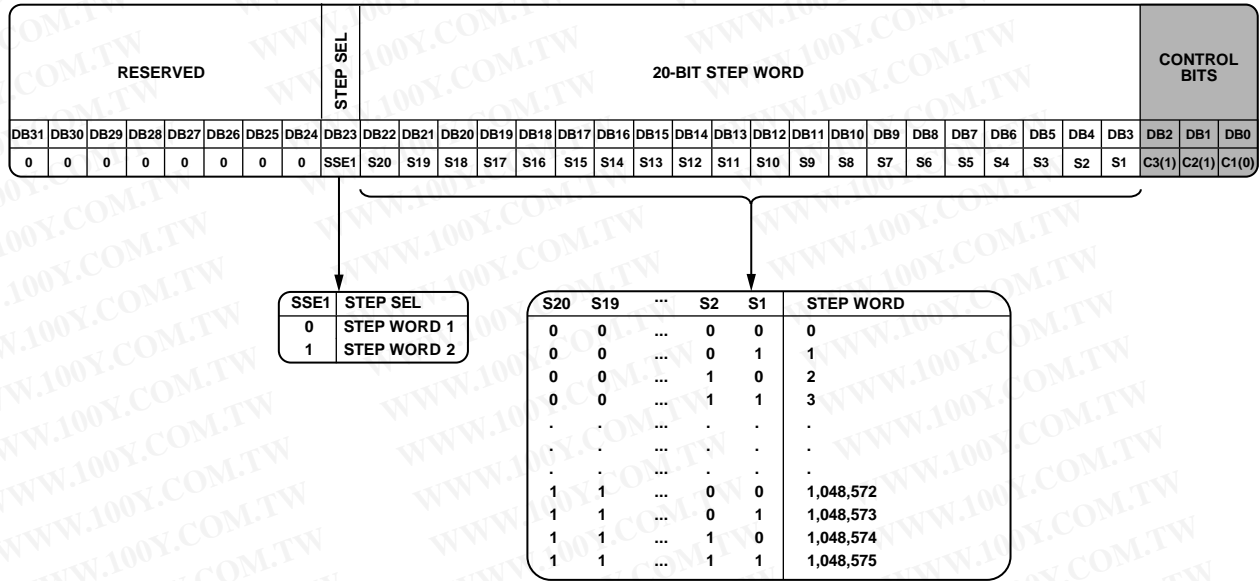 RESERVED
STEP SEL
20-BIT STEP WORD
CONTROL
BITS
DB31 DB30 DB29 DB28 DB27 DB26 DB25 DB24 DB23 DB22 DB21 DB20 DB19 DB18 DB17 DB16 DB15 DB14 DB13 DB12 DB11 DB10 DB9 DB8 DB7 DB6 DB5 DB4 DB3 DB2 DB1 DB0
0 0 0 0 0 0 0 0 SSE1 S20 S19 S18 S17 S16 S15 S14 S13 S12 S11 S10 S9 S8 S7 S6 S5 S4 S3 S2 S1 C3(1) C2(1) C1(0)
SSE1 STEP SEL
0 STEP WORD 1
1 STEP WORD 2
S20 S19 ... S2 S1 STEP WORD
0 0 ... 0 0 0
0 0 ... 0 1 1
0 0 ... 1 0 2
0 0 ... 1 1 3
. . ... . . .
. . ... . . .
. . ... . . .
1 1 ... 0 0 1,048,572
1 1 ... 0 1 1,048,573
1 1 ... 1 0 1,048,574
1 1 ... 1 1 1,048,575
WWW.100Y.COM.TW